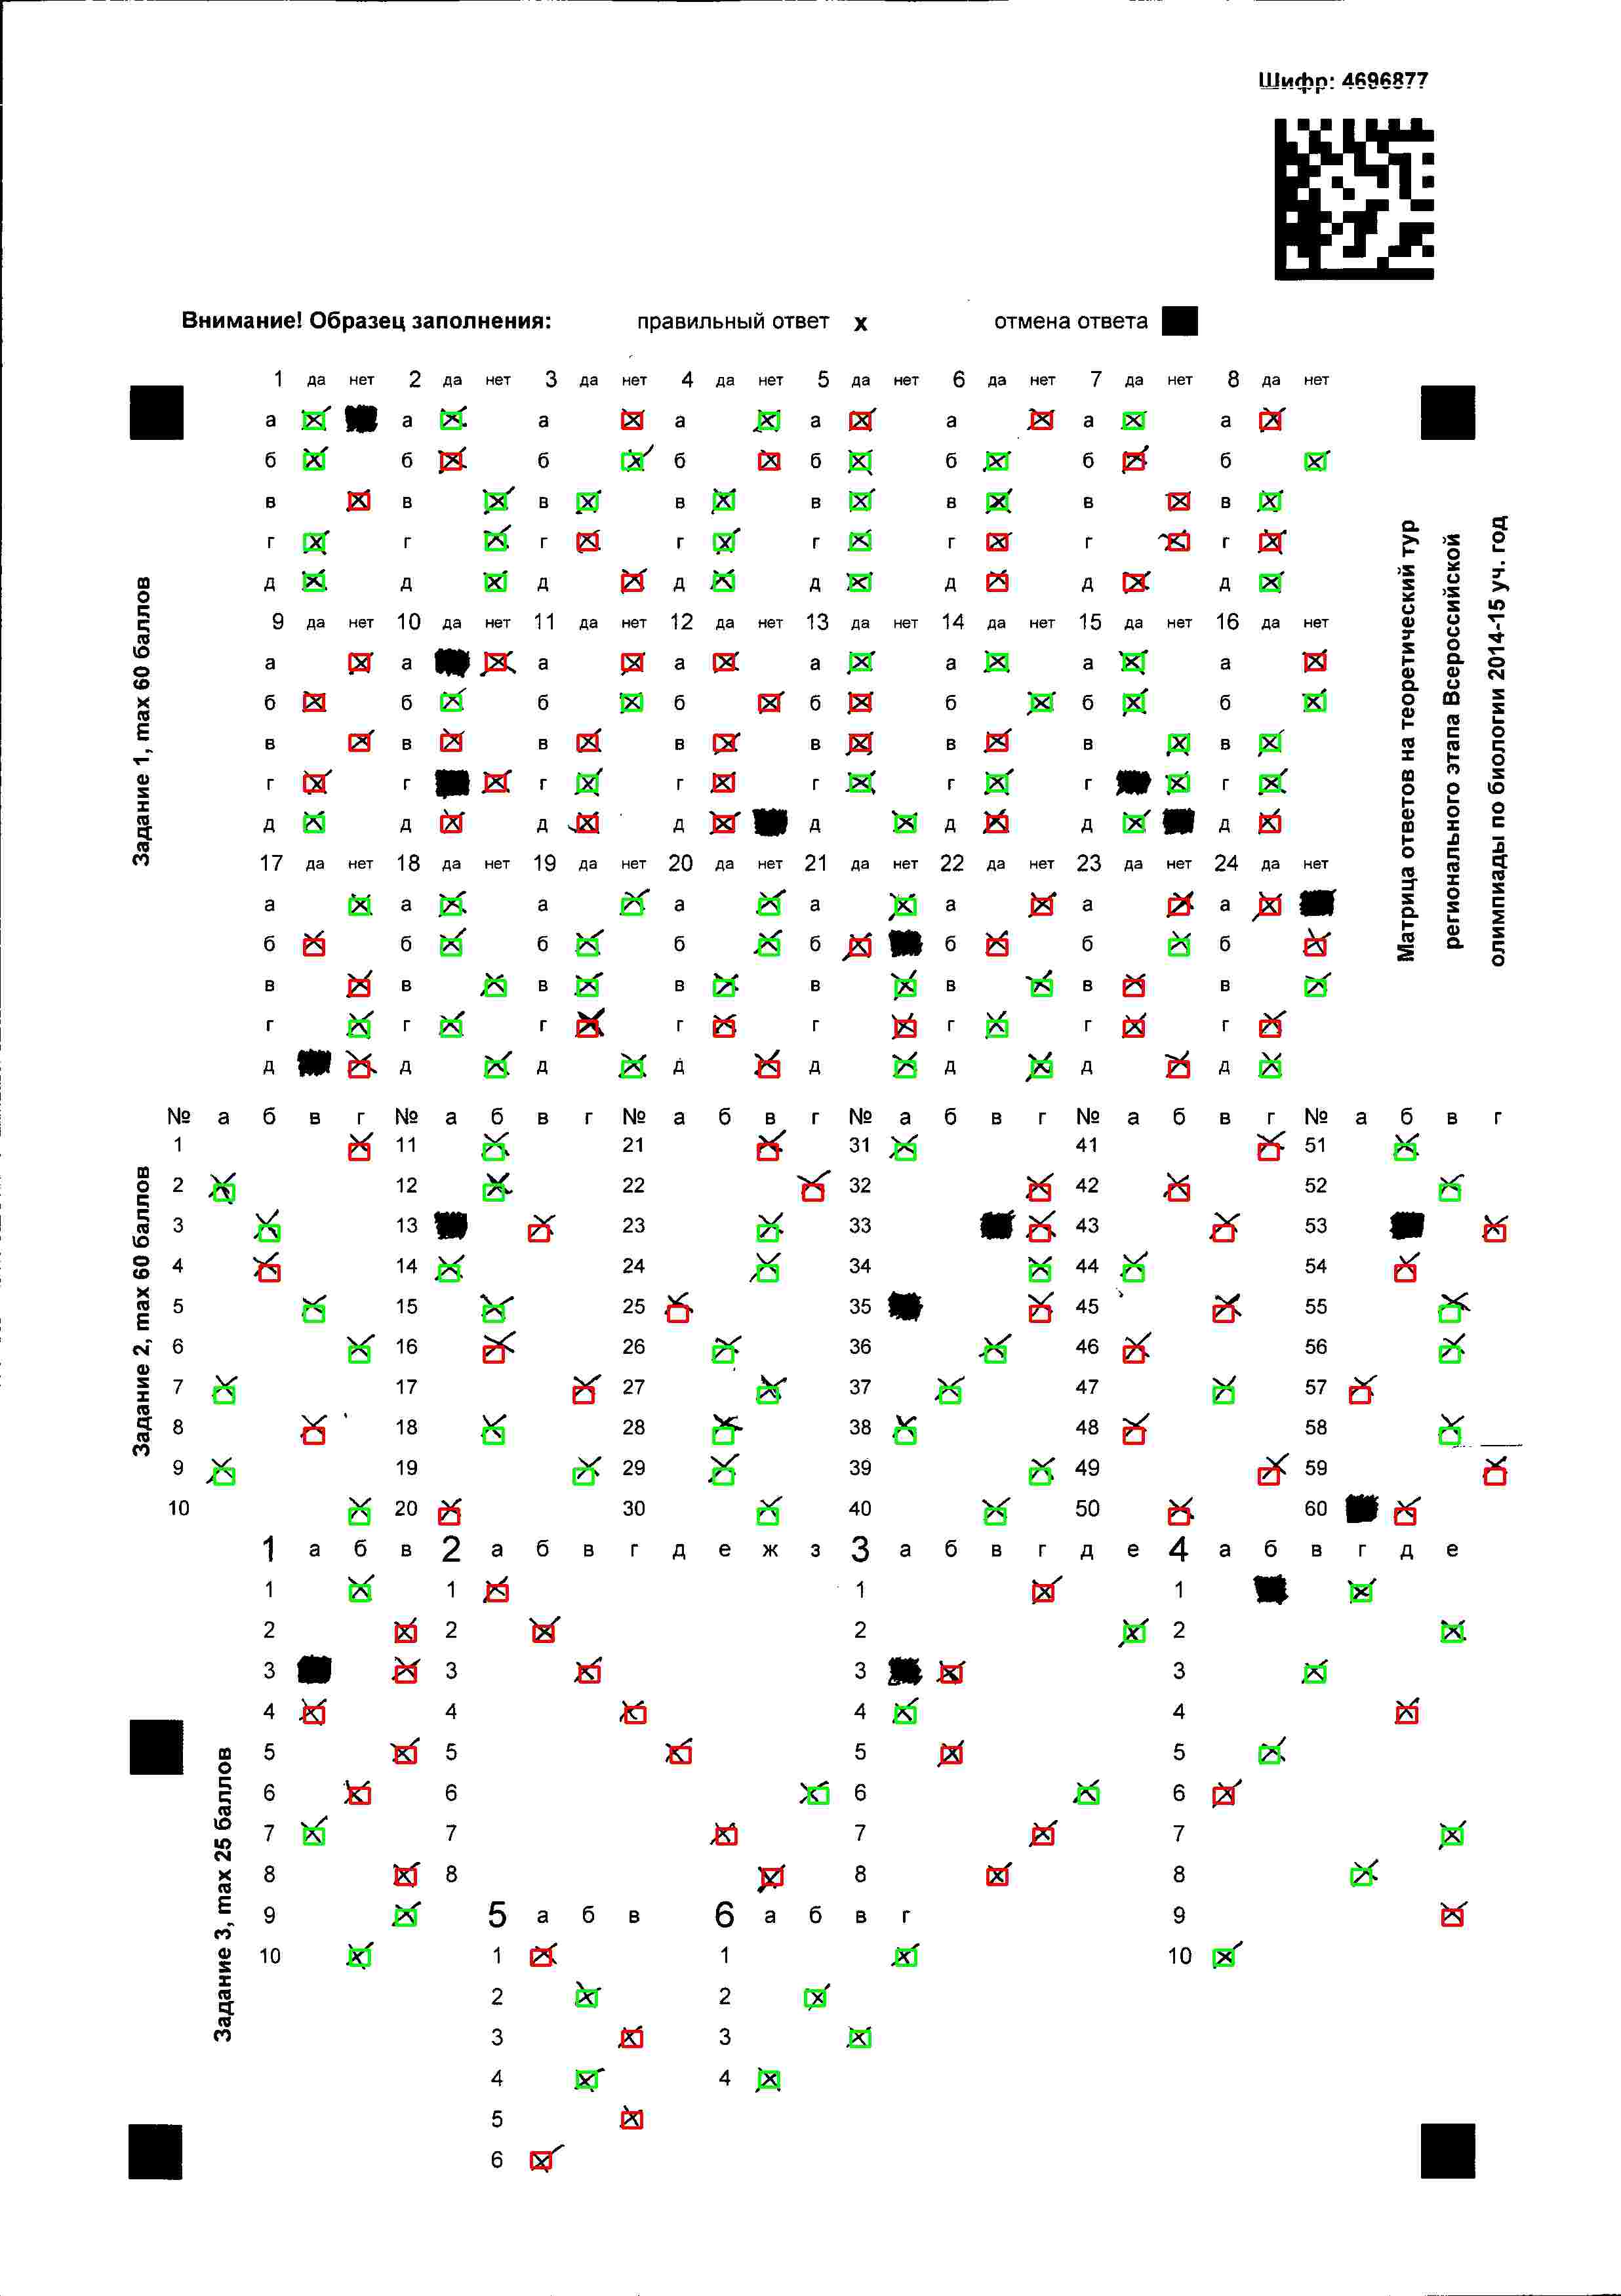 Шифр: 4696877
Внимание! Образец заполнения: правильный ответ х отмена ответа
1 да нет 2 да нет 3 да нет 4 да нет 5 да нет 6 да нет 7 да нет 8 да нет
а а а а а а а а
б б б б б б б б
в в в в в в в в
г г г г г г г г
д д д д д д д д
9 да нет 10 да нет 11 да нет 12 да нет 13 да нет 14 да нет 15 да нет 16 да нет
а а а а а а а а
б б б б б б б б
в в в в в в в в
г г г г г г г г
д д д д д д д д
17 да нет 18 да нет 19 да нет 20 да нет 21 да нет 22 да нет 23 да нет 24 да нет
а а а а а а а а
б б б б б б б б
в в в в в в в в
г г г г г г г г
д д д д д д д д
Задание 1, max 60 баллов
Матрица ответов на теоретический тур
регионального этапа Всероссийской
олимпиады по биологии 2014-15 уч. год
№ а б в г № а б в г № а б в г № а б в г № а б в г № а б в г
1 11 21 31 41 51
2 12 22 32 42 52
3 13 23 33 43 53
4 14 24 34 44 54
5 15 25 35 45 55
6 16 26 36 46 56
7 17 27 37 47 57
8 18 28 38 48 58
9 19 29 39 49 59
10 20 30 40 50 60
Задание 2, max 60 баллов
1 а б в 2 а б в г д е ж з 3 а б в г д е 4 а б в г д е
1 1 1 1
2 2 2 2
3 3 3 3
4 4 4 4
5 5 5 5
6 6 6 6
7 7 7 7
8 8 8 8
9 5 а б в 6 а б в г 9
10 1 1 10
2 2
3 3
4 4
5
6
Задание 3, max 25 баллов